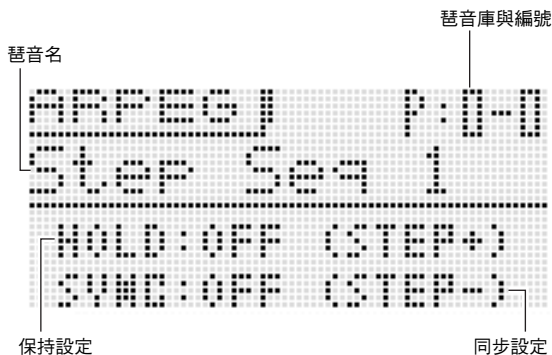 琶音庫與編號
琶音名
ARPEG P:0-0
Step Seq 1
HOLD:OFF (STEP+)
SYNC:OFF (STEP-)
保持設定
同步設定